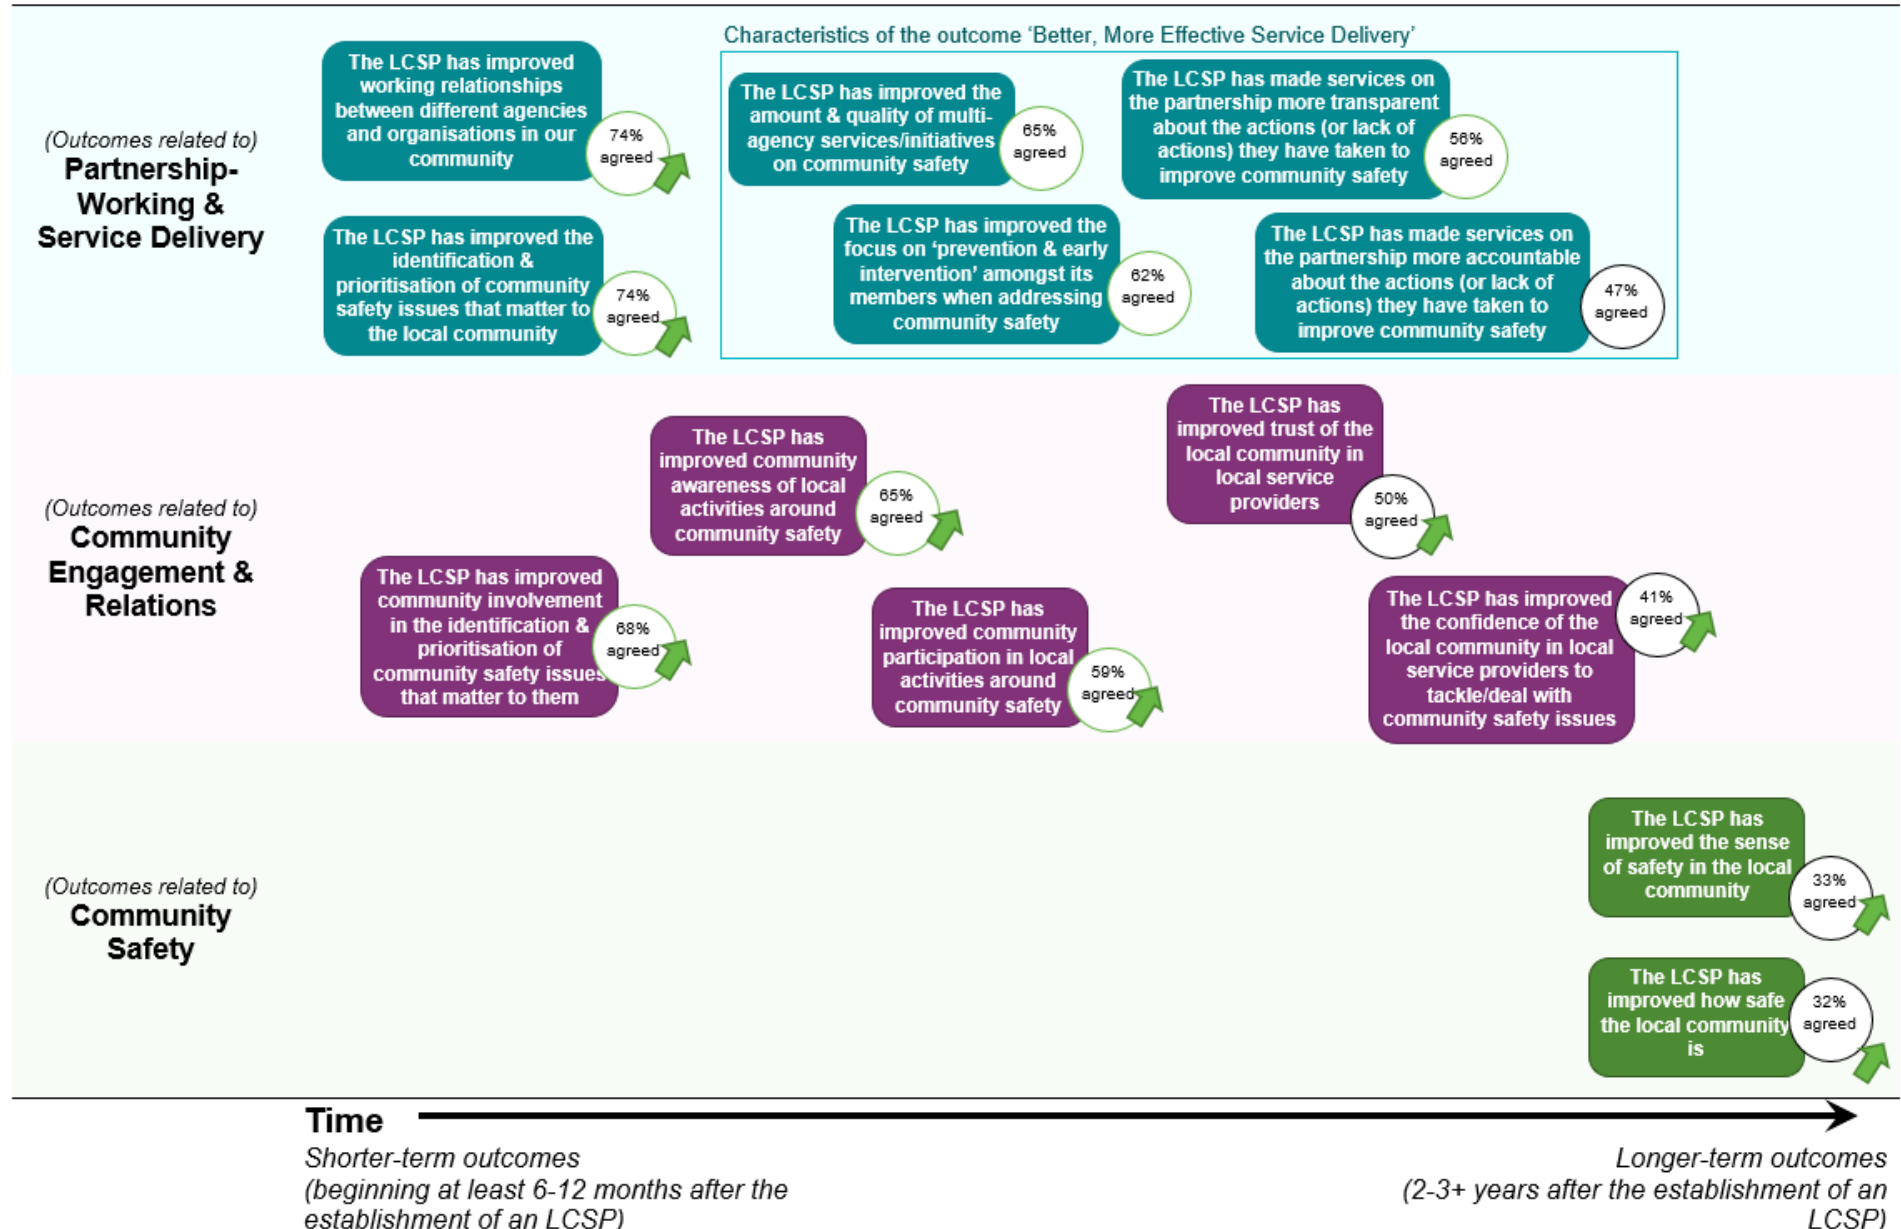 Characteristics of the outcome ‘Better, More Effective Service Delivery’
(Outcomes related to)
Partnership-
Working &
Service Delivery
The LCSP has improved
working relationships
between different agencies
and organisations in our
community
74%
agreed
The LCSP has improved the
identification &
prioritisation of community
safety issues that matter to
the local community
74%
agreed
The LCSP has improved the
amount & quality of multi-
agency services/initiatives
on community safety
65%
agreed
The LCSP has improved the
focus on ‘prevention & early
intervention’ amongst its
members when addressing
community safety
62%
agreed
The LCSP has made services on
the partnership more transparent
about the actions (or lack of
actions) they have taken to
improve community safety
56%
agreed
The LCSP has made services on
the partnership more accountable
about the actions (or lack of
actions) they have taken to
improve community safety
47%
agreed
(Outcomes related to)
Community
Engagement &
Relations
The LCSP has improved
community involvement
in the identification &
prioritisation of
community safety issues
that matter to them
68%
agreed
The LCSP has
improved community
awareness of local
activities around
community safety
65%
agreed
The LCSP has
improved community
participation in local
activities around
community safety
59%
agreed
The LCSP has
improved trust of the
local community in
local service
providers
50%
agreed
The LCSP has improved
the confidence of the
local community in local
service providers to
tackle/deal with
community safety issues
41%
agreed
(Outcomes related to)
Community
Safety
The LCSP has
improved the sense
of safety in the local
community
33%
agreed
The LCSP has
improved how safe
the local community
is
32%
agreed
Time
Shorter-term outcomes
(beginning at least 6-12 months after the
establishment of an LCSP)
Longer-term outcomes
(2-3+ years after the establishment of an
LCSP)